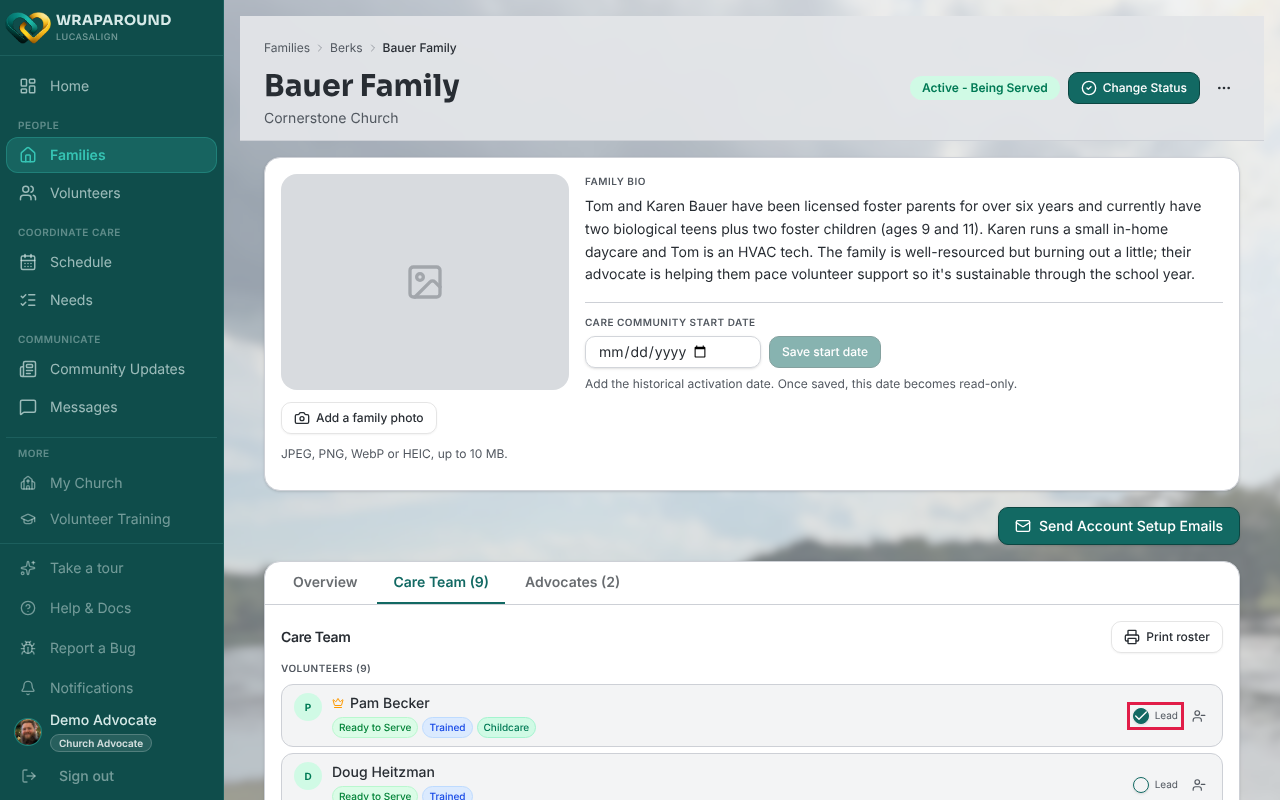 WRAPAROUND
LUCASALIGN
Home
PEOPLE
Families
Volunteers
COORDINATE CARE
Schedule
Needs
COMMUNICATE
Community Updates
Messages
MORE
My Church
Volunteer Training
Take a tour
Help & Docs
Report a Bug
Notifications
Demo Advocate
Church Advocate
Sign out
Families > Berks > Bauer Family
Bauer Family
Cornerstone Church
Active - Being Served
Change Status
FAMILY BIO
Tom and Karen Bauer have been licensed foster parents for over six years and currently have
two biological teens plus two foster children (ages 9 and 11). Karen runs a small in-home
daycare and Tom is an HVAC tech. The family is well-resourced but burning out a little; their
advocate is helping them pace volunteer support so it's sustainable through the school year.
CARE COMMUNITY START DATE
mm/dd/yyyy
Save start date
Add the historical activation date. Once saved, this date becomes read-only.
Add a family photo
JPEG, PNG, WebP or HEIC, up to 10 MB.
Send Account Setup Emails
Overview
Care Team (9)
Advocates (2)
Care Team
Print roster
VOLUNTEERS (9)
P
Pam Becker
Ready to Serve
Trained
Childcare
Lead
D
Doug Heitzman
Ready to Serve
Trained
Lead